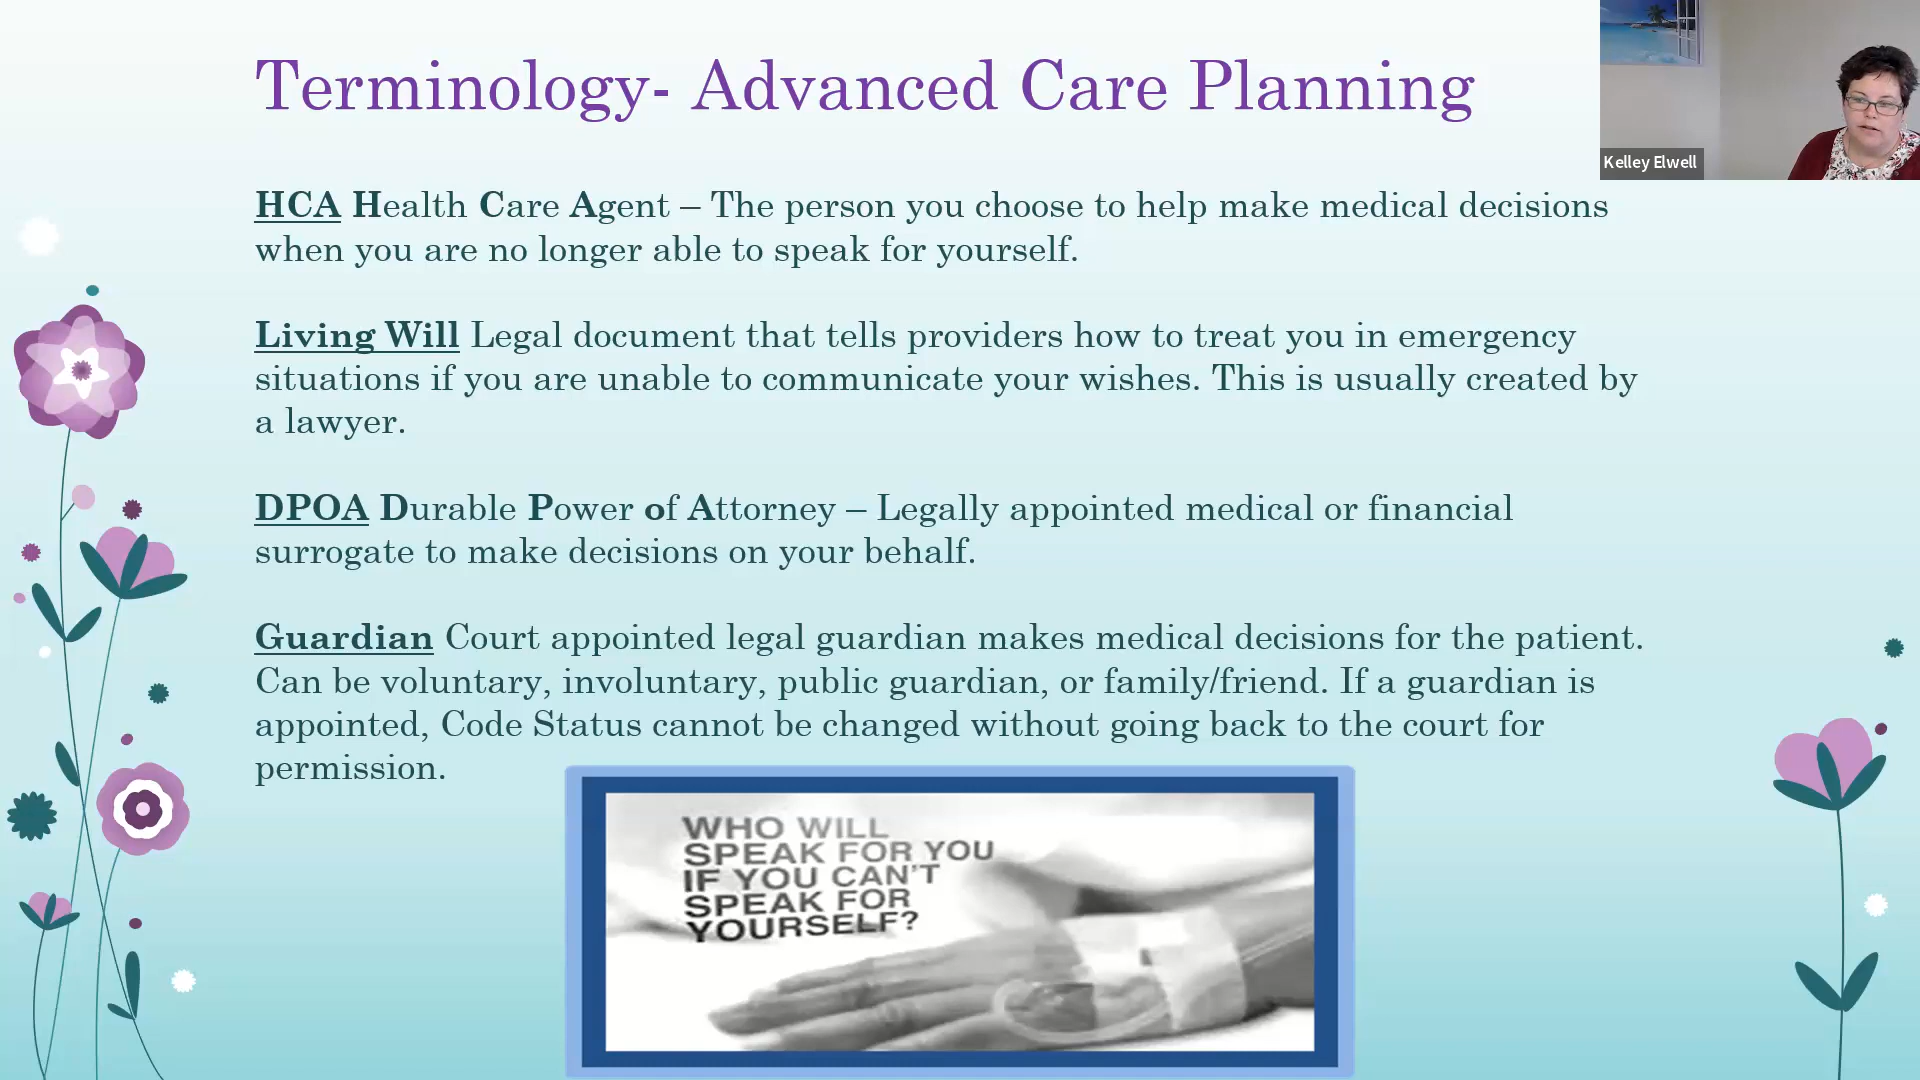 Terminology- Advanced Care Planning
Kelley Elwell
HCA Health Care Agent – The person you choose to help make medical decisions
when you are no longer able to speak for yourself.
Living Will Legal document that tells providers how to treat you in emergency
situations if you are unable to communicate your wishes. This is usually created by
a lawyer.
DPOA Durable Power of Attorney – Legally appointed medical or financial
surrogate to make decisions on your behalf.
Guardian Court appointed legal guardian makes medical decisions for the patient.
Can be voluntary, involuntary, public guardian, or family/friend. If a guardian is
appointed, Code Status cannot be changed without going back to the court for
permission.
WHO WILL
SPEAK FOR YOU
IF YOU CAN'T
SPEAK FOR
YOURSELF?